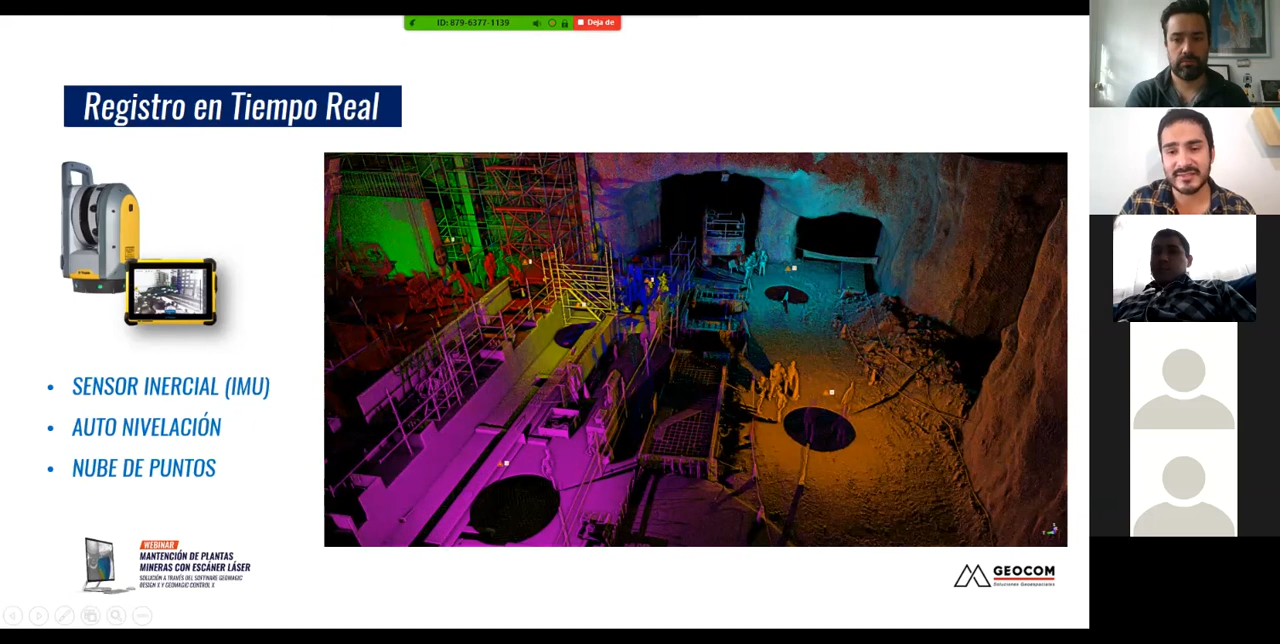 ID: 879-6377-1139
Deja de
Registro en Tiempo Real
• SENSOR INERCIAL (IMU)
• AUTO NIVELACIÓN
• NUBE DE PUNTOS
WEBINAR
MANTENCIÓN DE PLANTAS
MINERAS CON ESCÁNER LÁSER
SOLUCIÓN A TRAVÉS DEL SOFTWARE GEOMAGIC
DESIGN X Y GEOMAGIC CONTROL X
GEOCOM
Soluciones Geoespaciales